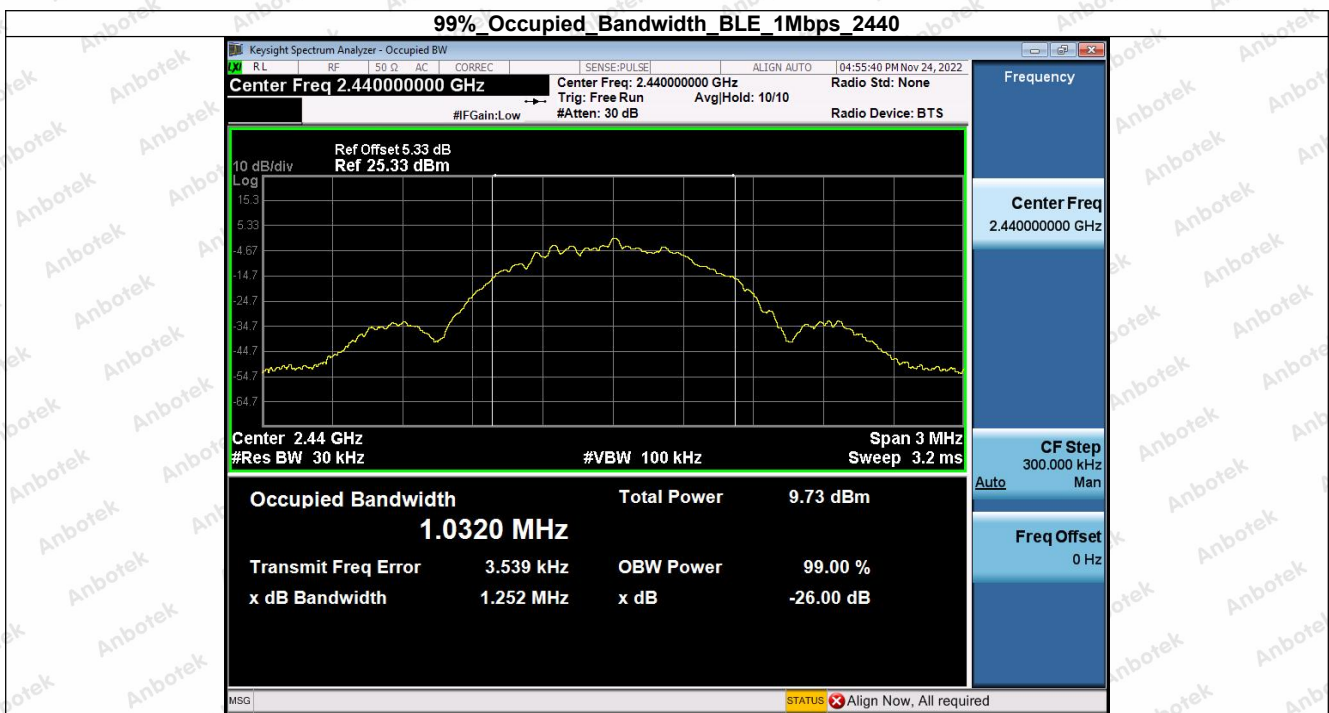 99%_Occupied_Bandwidth_BLE_1Mbps_2440
Keysight Spectrum Analyzer - Occupied BW
LXI RL RF 50 Ω AC CORREC SENSE:PULSE ALIGN AUTO 04:55:40 PM Nov 24, 2022
Center Freq 2.440000000 GHz
Center Freq: 2.440000000 GHz Radio Std: None
Trig: Free Run Avg|Hold: 10/10
#IFGain:Low #Atten: 30 dB Radio Device: BTS
Ref Offset 5.33 dB
10 dB/div Ref 25.33 dBm
Log
15.3
5.33
-4.67
-14.7
-24.7
-34.7
-44.7
-54.7
-64.7
Center 2.44 GHz Span 3 MHz
#Res BW 30 kHz #VBW 100 kHz Sweep 3.2 ms
Occupied Bandwidth Total Power 9.73 dBm
1.0320 MHz
Transmit Freq Error 3.539 kHz OBW Power 99.00 %
x dB Bandwidth 1.252 MHz x dB -26.00 dB
MSG STATUS Align Now, All required
Frequency
Center Freq
2.440000000 GHz
CF Step
300.000 kHz
Auto Man
Freq Offset
0 Hz
Anbotek